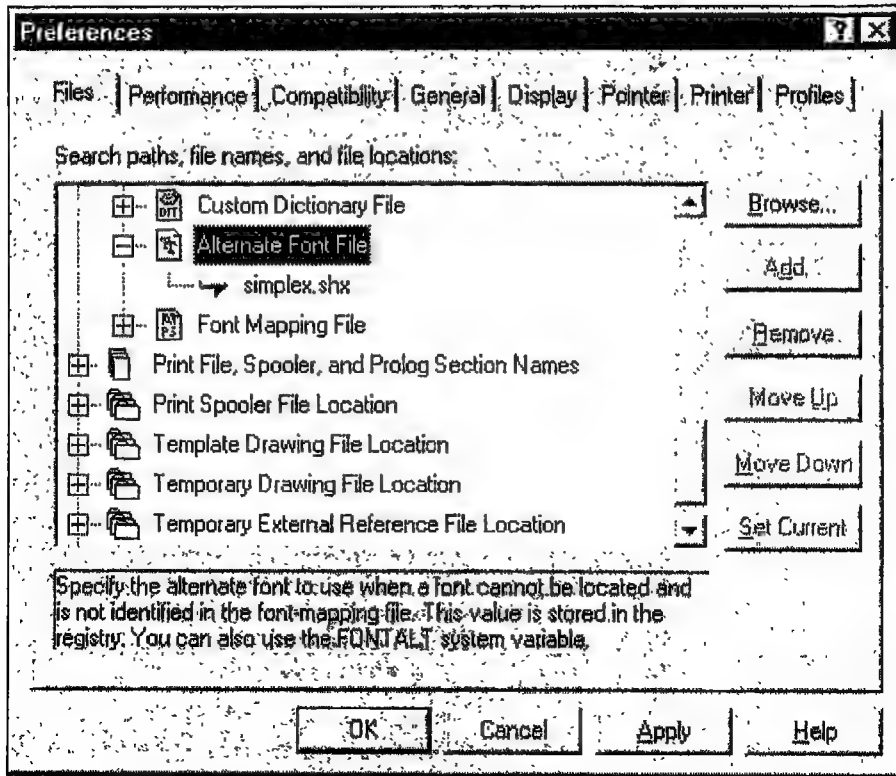 Preferences
Files Performance Compatibility General Display Pointer Printer Profiles
Search paths, file names, and file locations:
Custom Dictionary File
Alternate Font File
simplex.shx
Font Mapping File
Print File, Spooler, and Prolog Section Names
Print Spooler File Location
Template Drawing File Location
Temporary Drawing File Location
Temporary External Reference File Location
Browse...
Add.
Remove
Move Up
Move Down
Set Current
Specify the alternate font to use when a font cannot be located and
is not identified in the font-mapping file. This value is stored in the
registry. You can also use the FONTALT system variable.
OK Cancel Apply Help